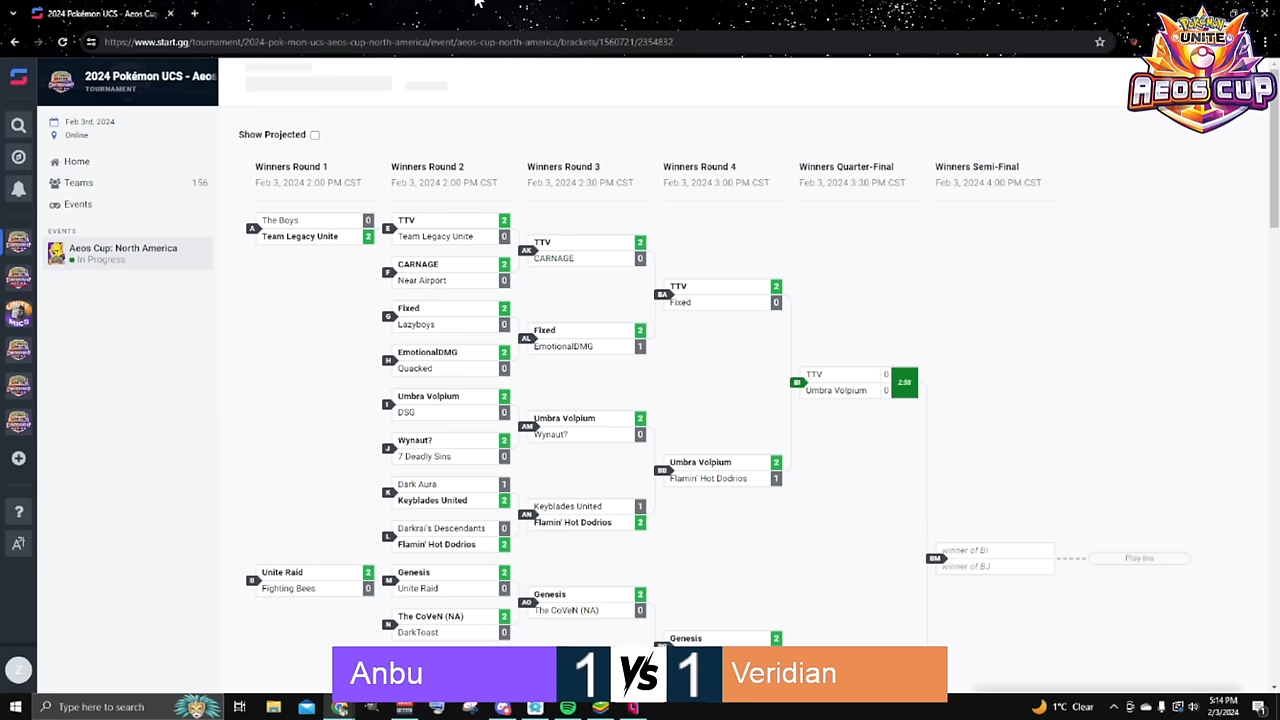 2024 Pokémon UCS - Aeos Cup
https://www.start.gg/tournament/2024-pok-mon-ucs-aeos-cup-north-america/event/aeos-cup-north-america/brackets/1560721/2354832
POKÉMON
UNITE
AEOS CUP
2024 Pokémon UCS - Aeos
TOURNAMENT
Feb 3rd, 2024
Online
Home
Teams 156
Events
EVENTS
Aeos Cup: North America
In Progress
Show Projected
Winners Round 1
Feb 3, 2024 2:00 PM CST
Winners Round 2
Feb 3, 2024 2:00 PM CST
Winners Round 3
Feb 3, 2024 2:30 PM CST
Winners Round 4
Feb 3, 2024 3:00 PM CST
Winners Quarter-Final
Feb 3, 2024 3:30 PM CST
Winners Semi-Final
Feb 3, 2024 4:00 PM CST
A
The Boys 0
Team Legacy Unite 2
B
Unite Raid 2
Fighting Bees 0
E
TTV 2
Team Legacy Unite 0
F
CARNAGE 2
Near Airport 0
G
Fixed 2
Lazyboys 0
H
EmotionalDMG 2
Quacked 0
I
Umbra Volpium 2
DSG 0
J
Wynaut? 2
7 Deadly Sins 0
K
Dark Aura 1
Keyblades United 2
L
Darkrai's Descendants 0
Flamin' Hot Dodrios 2
M
Genesis 2
Unite Raid 0
N
The CoVeN (NA) 2
DarkToast 0
AK
TTV 2
CARNAGE 0
AL
Fixed 2
EmotionalDMG 1
AM
Umbra Volpium 2
Wynaut? 0
AN
Keyblades United 1
Flamin' Hot Dodrios 2
AO
Genesis 2
The CoVeN (NA) 0
BA
TTV 2
Fixed 0
BB
Umbra Volpium 2
Flamin' Hot Dodrios 1
Genesis 2
BI
TTV 0
Umbra Volpium 0
2:58
BM
winner of BI
winner of BJ
Play-Ins
Z
Anbu 1 VS 1 Veridian
Type here to search
1°C Clear
5:14 PM
2/3/2024